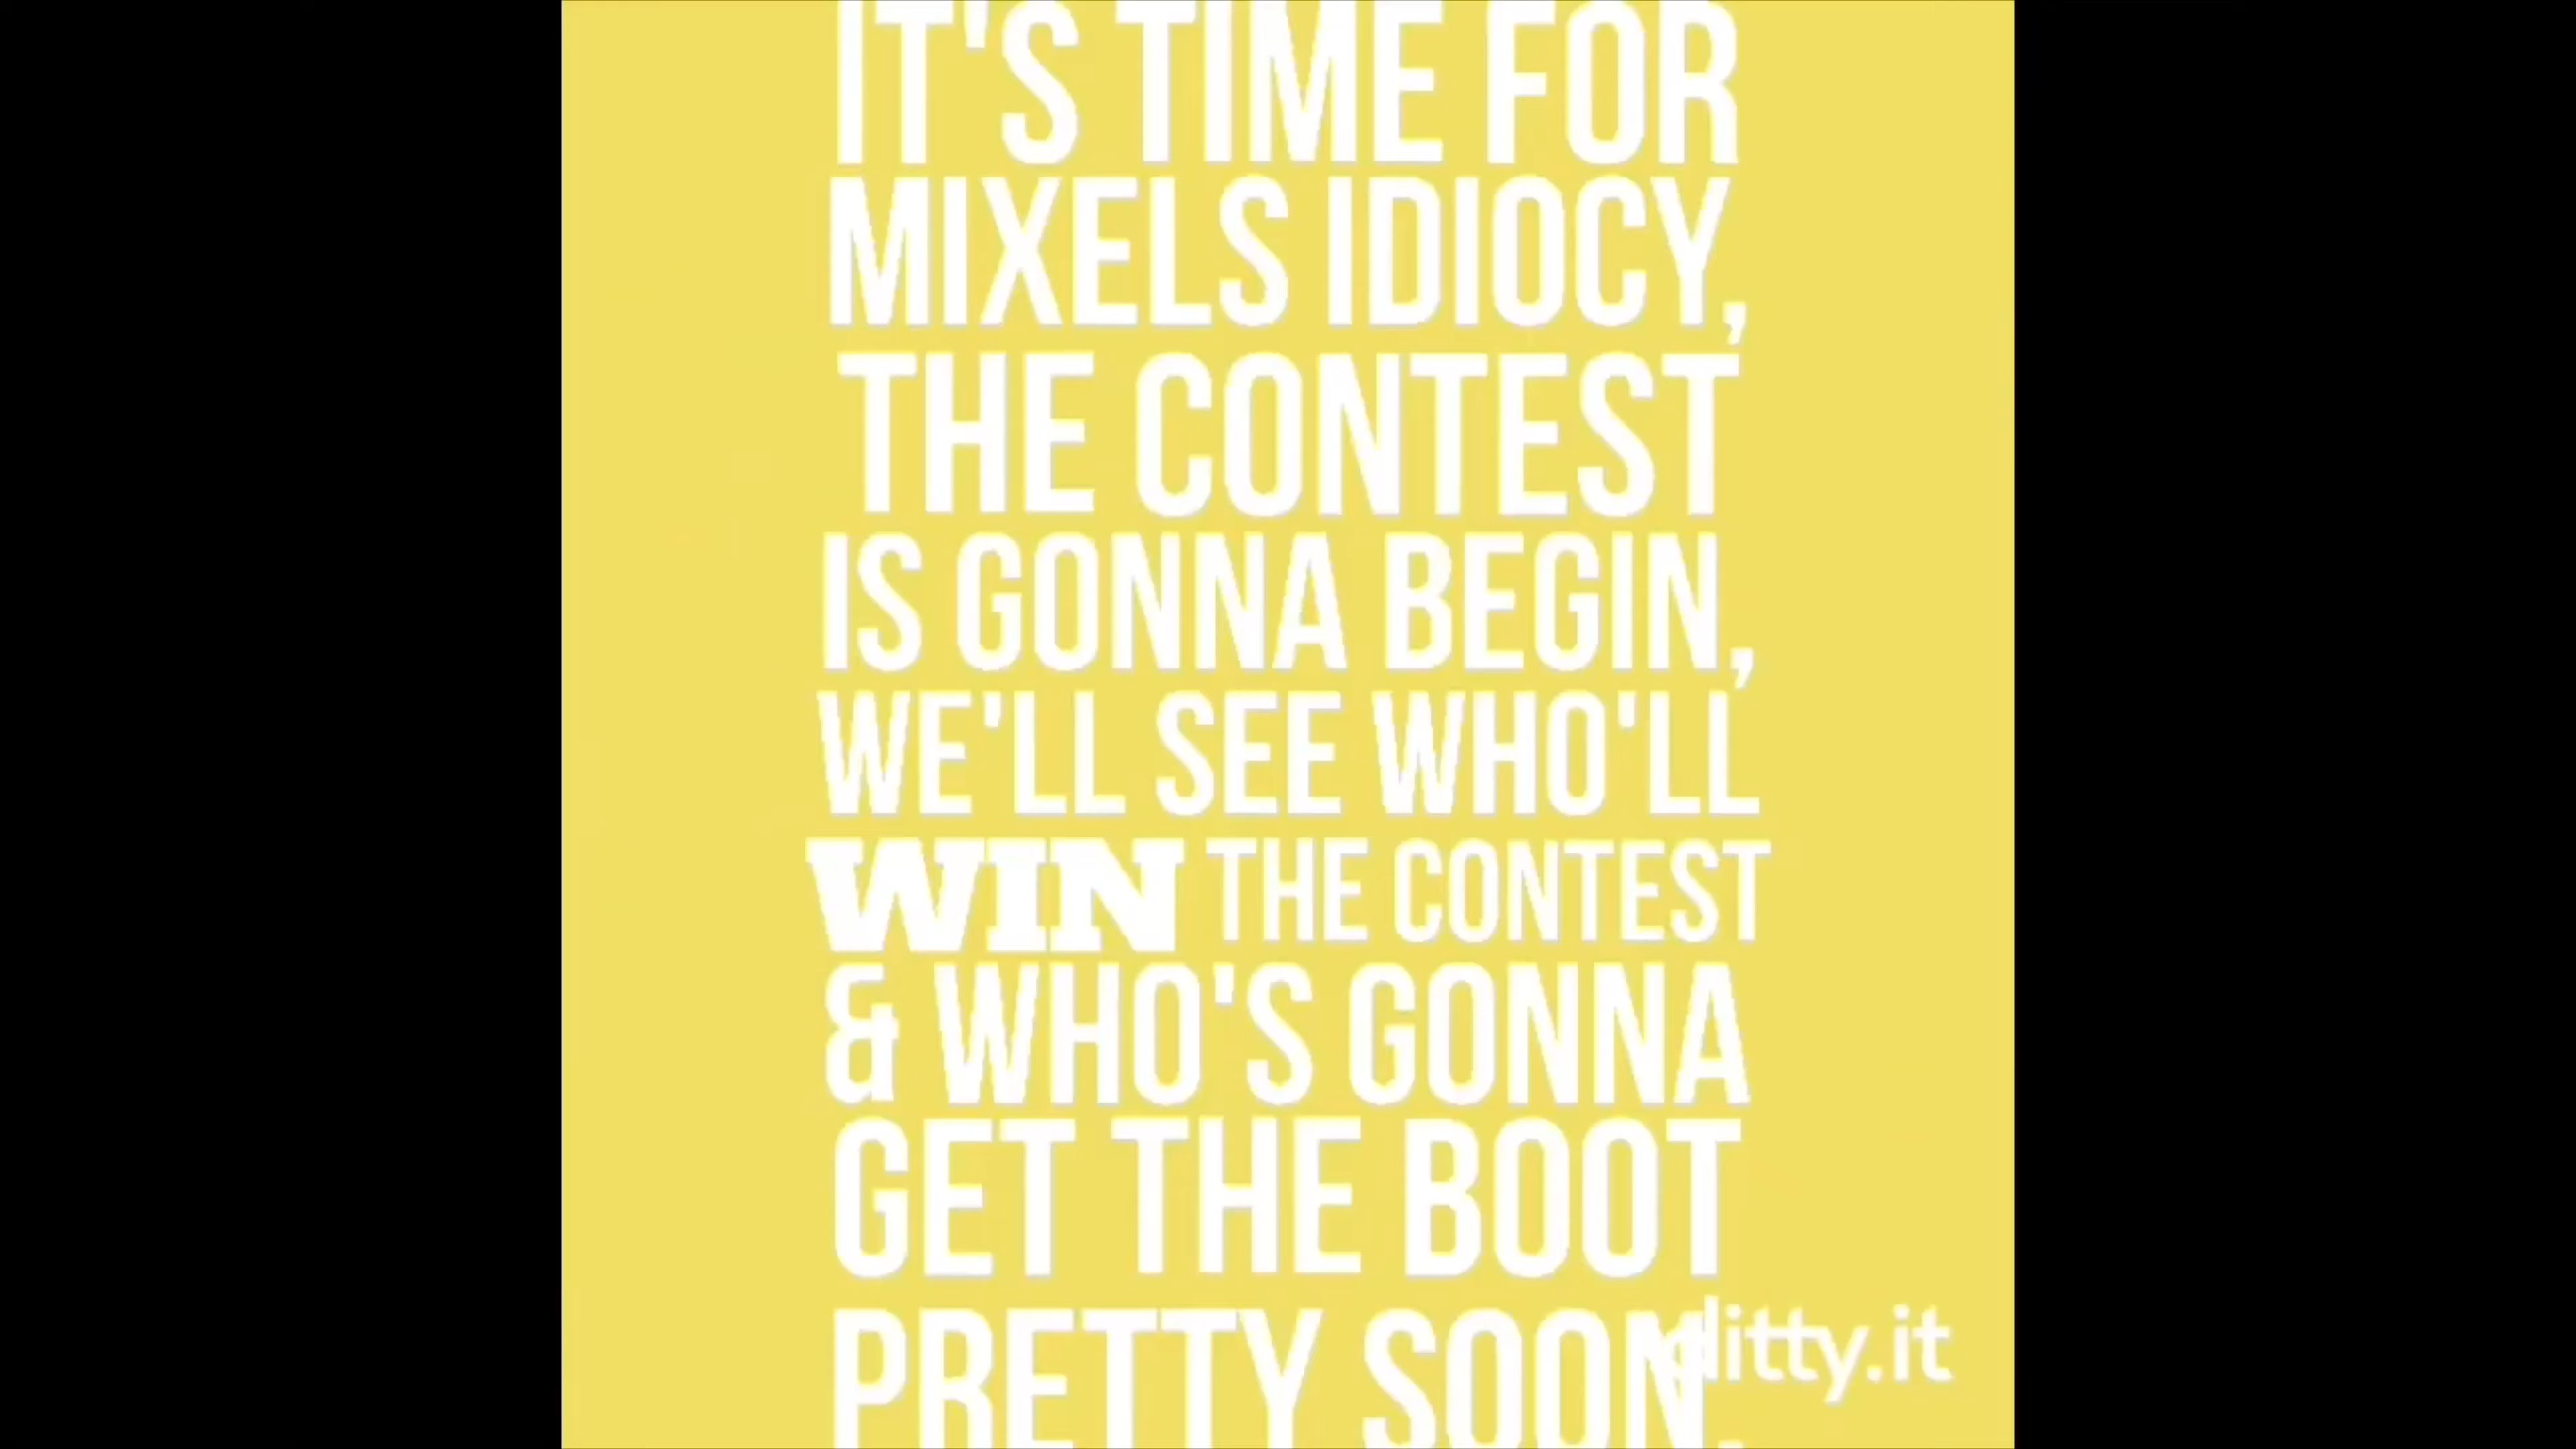 IT'S TIME FOR
MIXELS IDIOCY,
THE CONTEST
IS GONNA BEGIN,
WE'LL SEE WHO'LL
WIN THE CONTEST
& WHO'S GONNA
GET THE BOOT
PRETTY SOON.
ditty.it